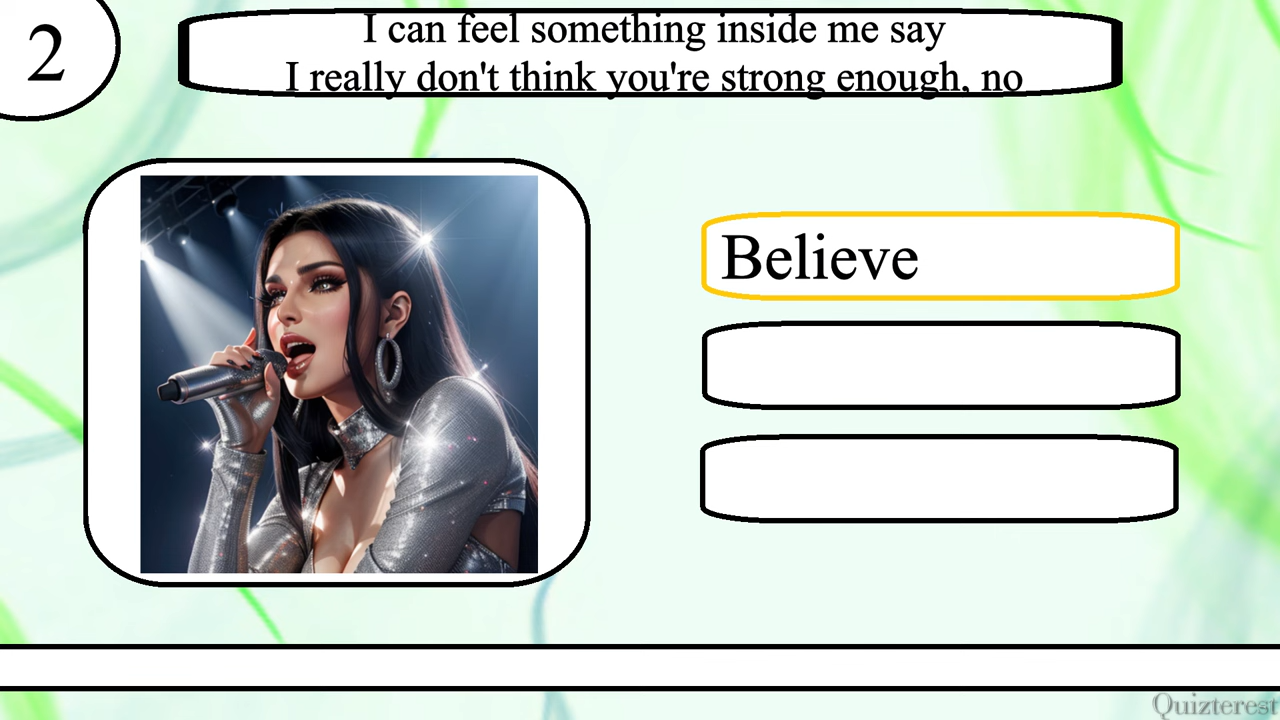 2
I can feel something inside me say
I really don't think you're strong enough, no
Believe
Quizterest